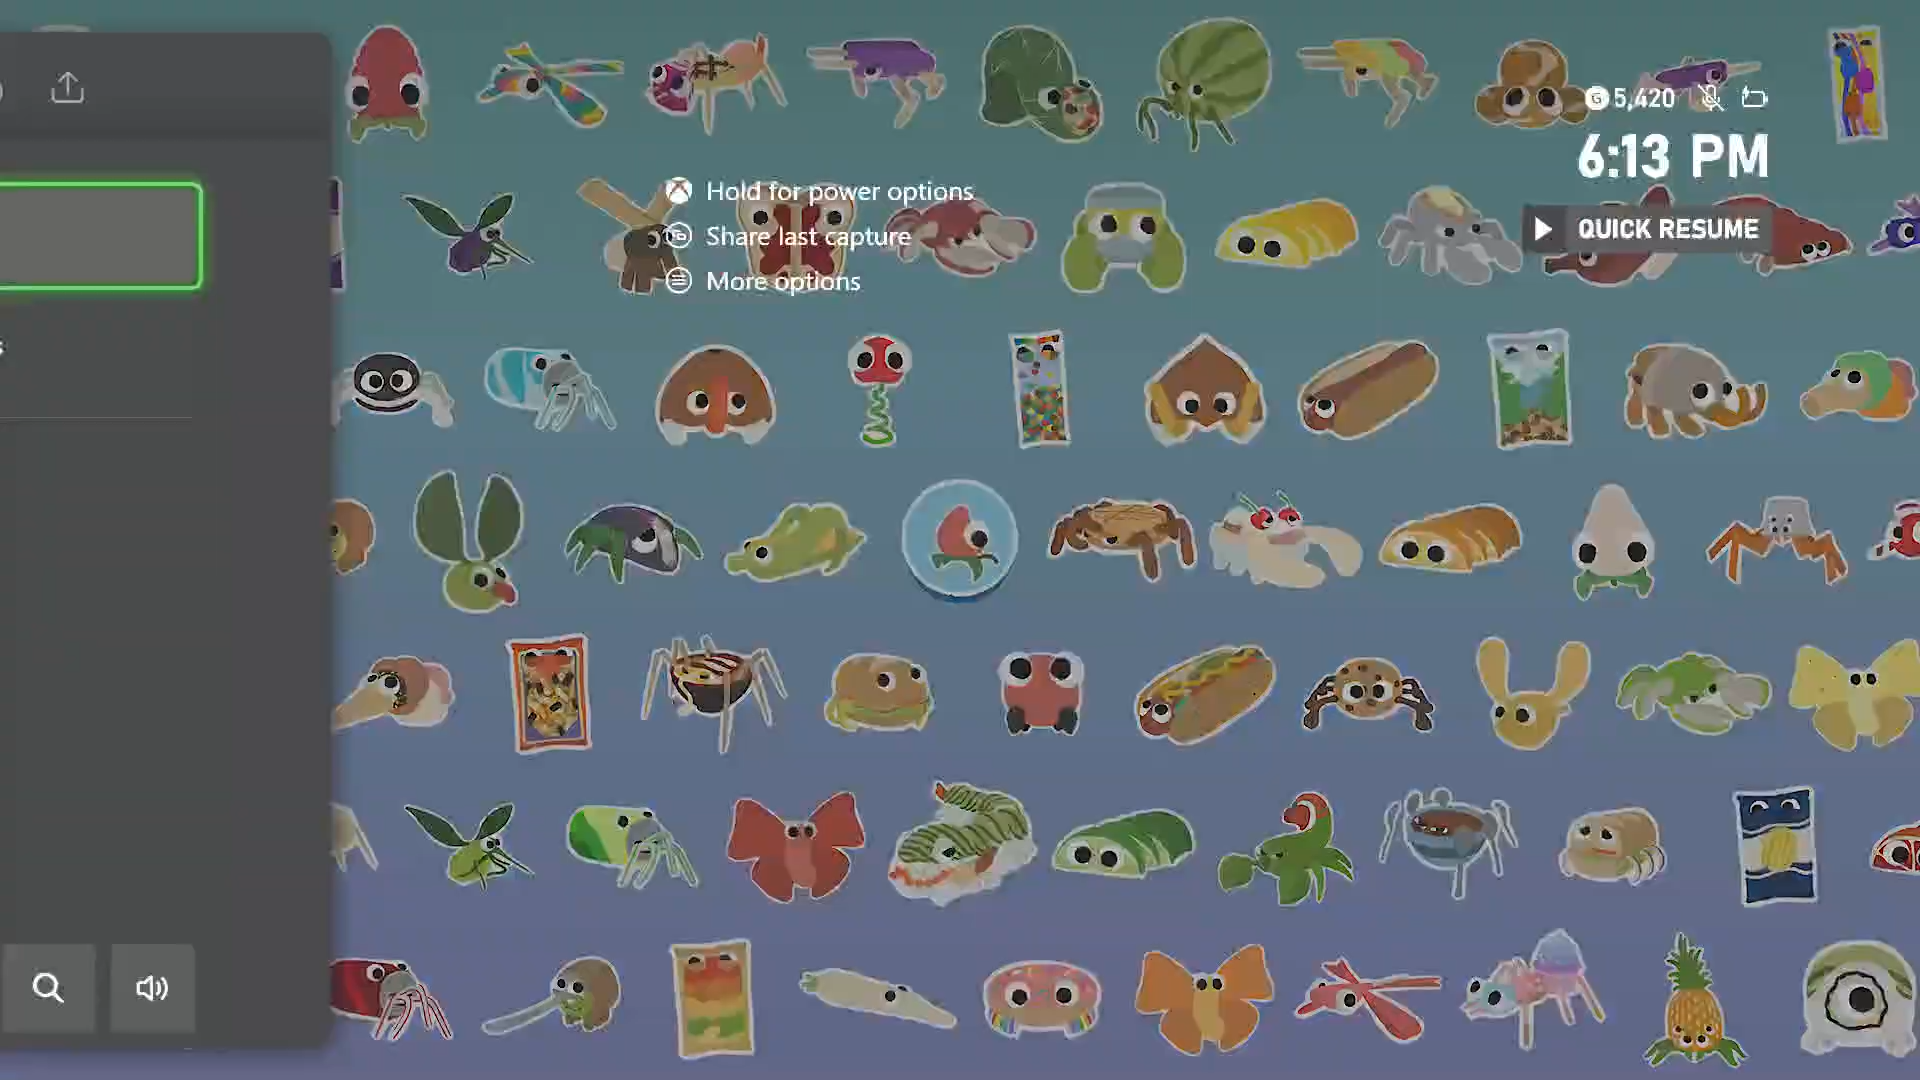 5,420
6:13 PM
Hold for power options
QUICK RESUME
Share last capture
More options
s